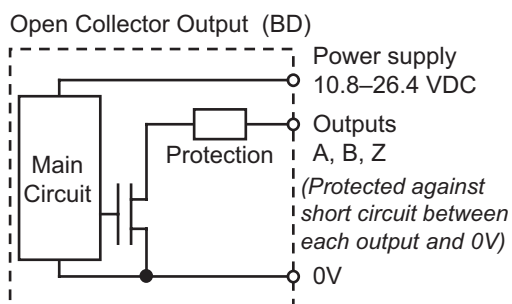 Open Collector Output (BD)
Power supply
10.8–26.4 VDC
Outputs
A, B, Z
Protection
Main
Circuit
(Protected against
short circuit between
each output and 0V)
0V